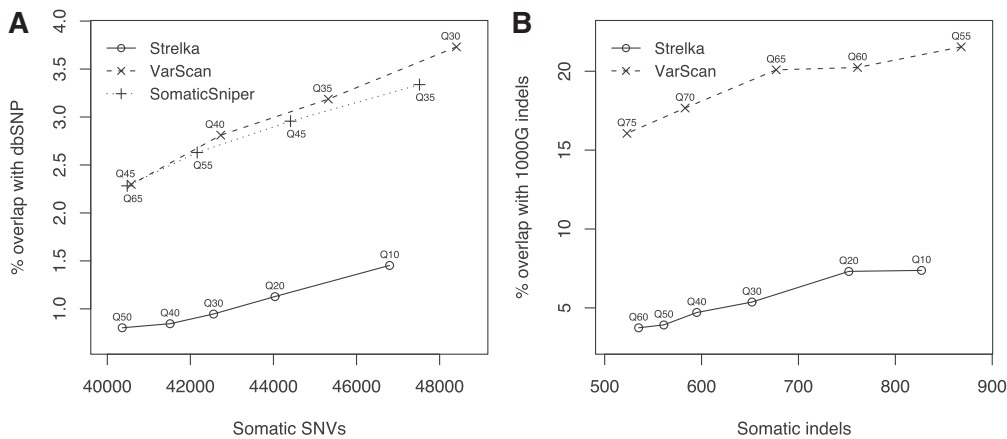 A
Strelka
VarScan
SomaticSniper
% overlap with dbSNP
4.0
3.5
3.0
2.5
2.0
1.5
1.0
Q30
Q35
Q35
Q40
Q45
Q55
Q45
Q65
Q50
Q40
Q30
Q20
Q10
40000 42000 44000 46000 48000
Somatic SNVs
B
Strelka
VarScan
% overlap with 1000G indels
20
15
10
5
Q75
Q70
Q65
Q60
Q55
Q60
Q50
Q40
Q30
Q20
Q10
500 600 700 800 900
Somatic indels